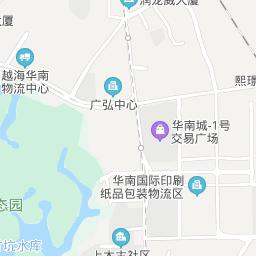 润龙威大厦
大厦
越海华南
物流中心
广弘中心
熙璟
华南城-1号
交易广场
华南国际印刷
纸品包装物流区
态园
坑水库
上木古社区